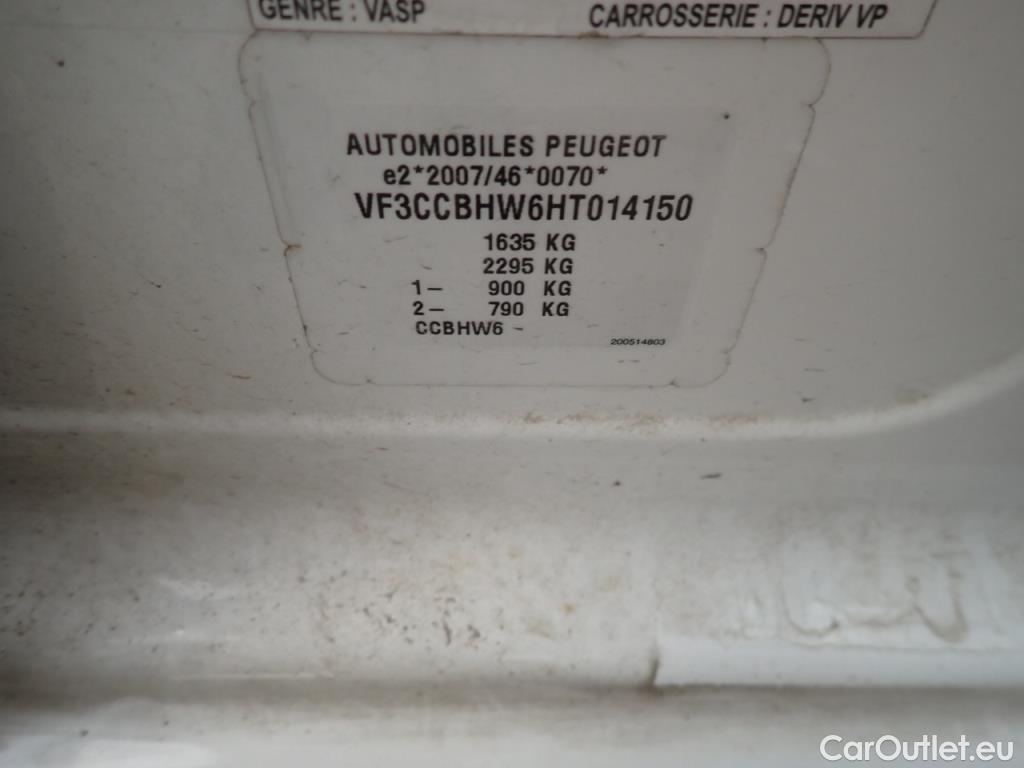 GENRE : VASP CARROSSERIE : DERIV VP
AUTOMOBILES PEUGEOT
e2*2007/46*0070*
VF3CCBHW6HT014150
1635 KG
2295 KG
1– 900 KG
2– 790 KG
CCBHW6 -
200514803
CarOutlet.eu